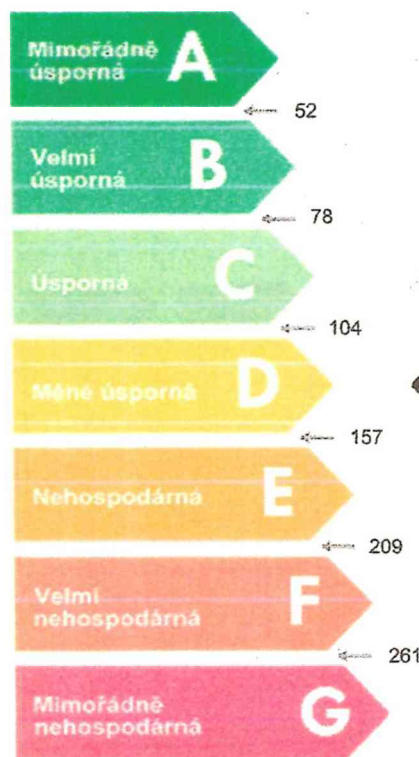 Mimořádně
úsporná
A
52
Velmi
úsporná
B
78
Úsporná
C
104
Méně úsporná
D
157
Nehospodárná
E
209
Velmi
nehospodárná
F
261
Mimořádně
nehospodárná
G